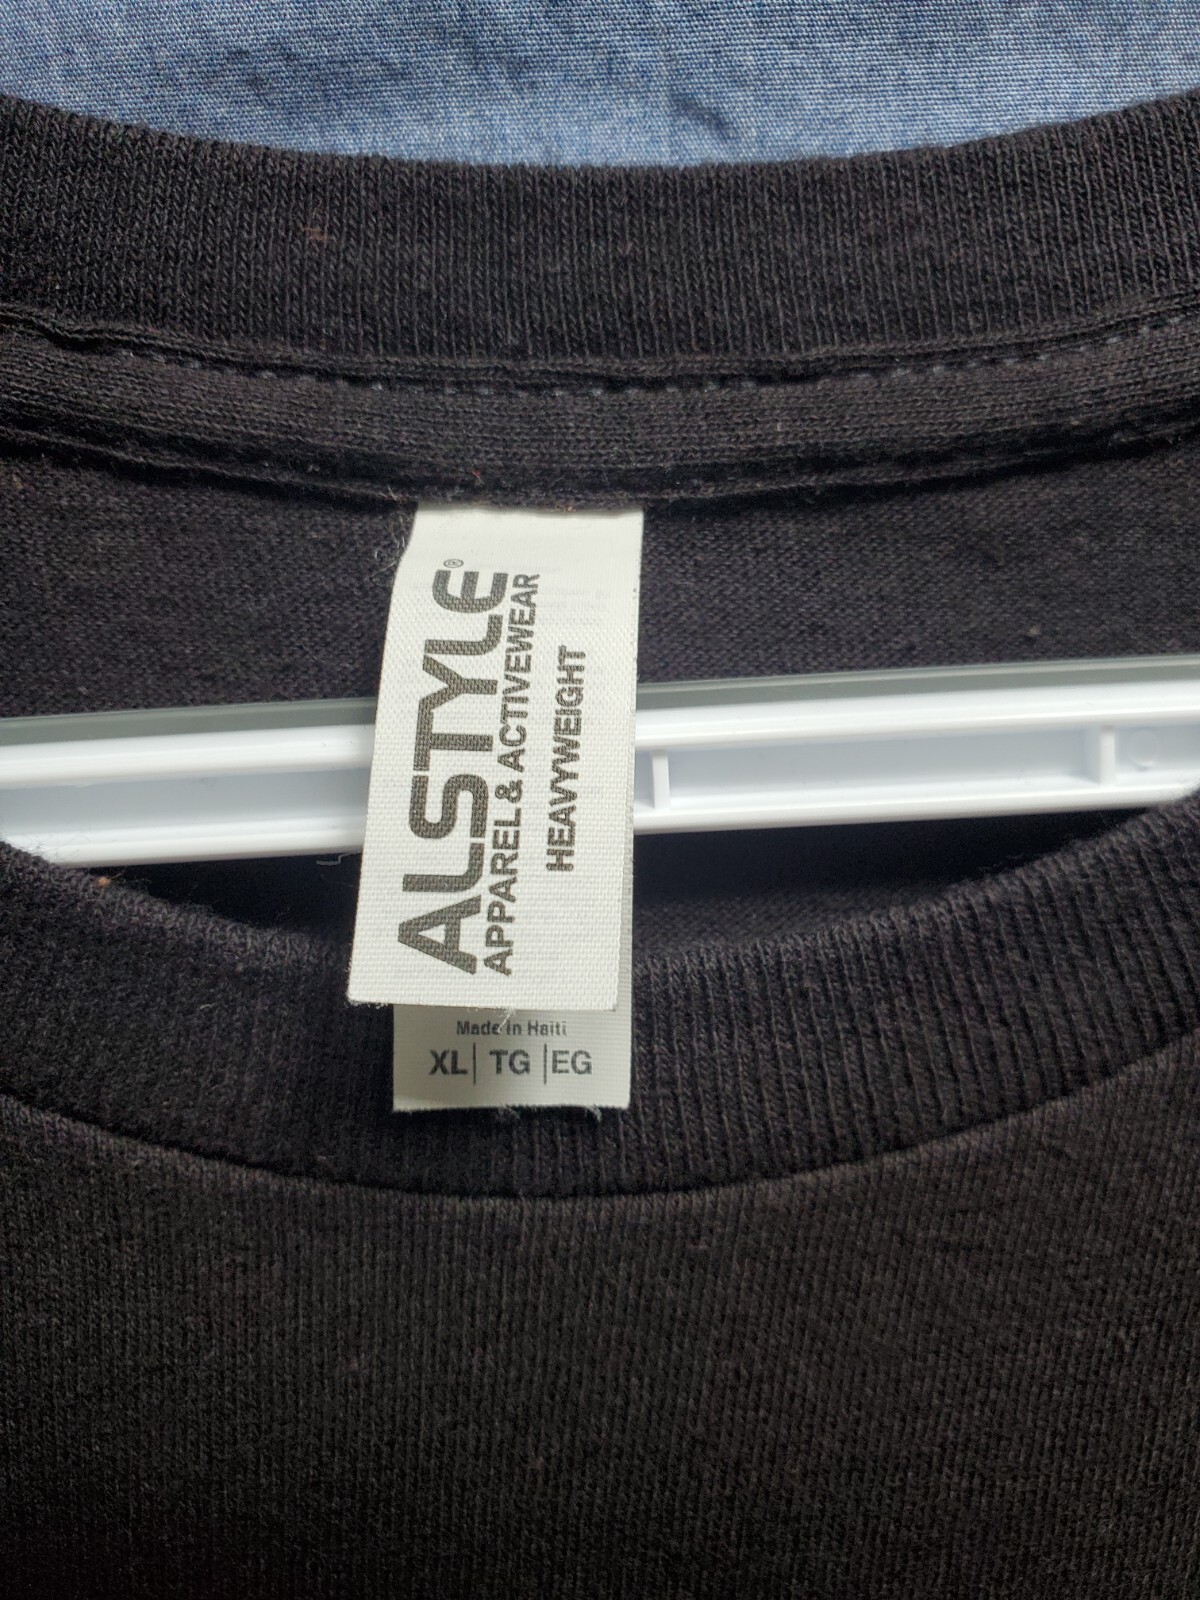 ALSTYLE®
APPAREL & ACTIVEWEAR
HEAVYWEIGHT
Made in Haiti
XL | TG | EG